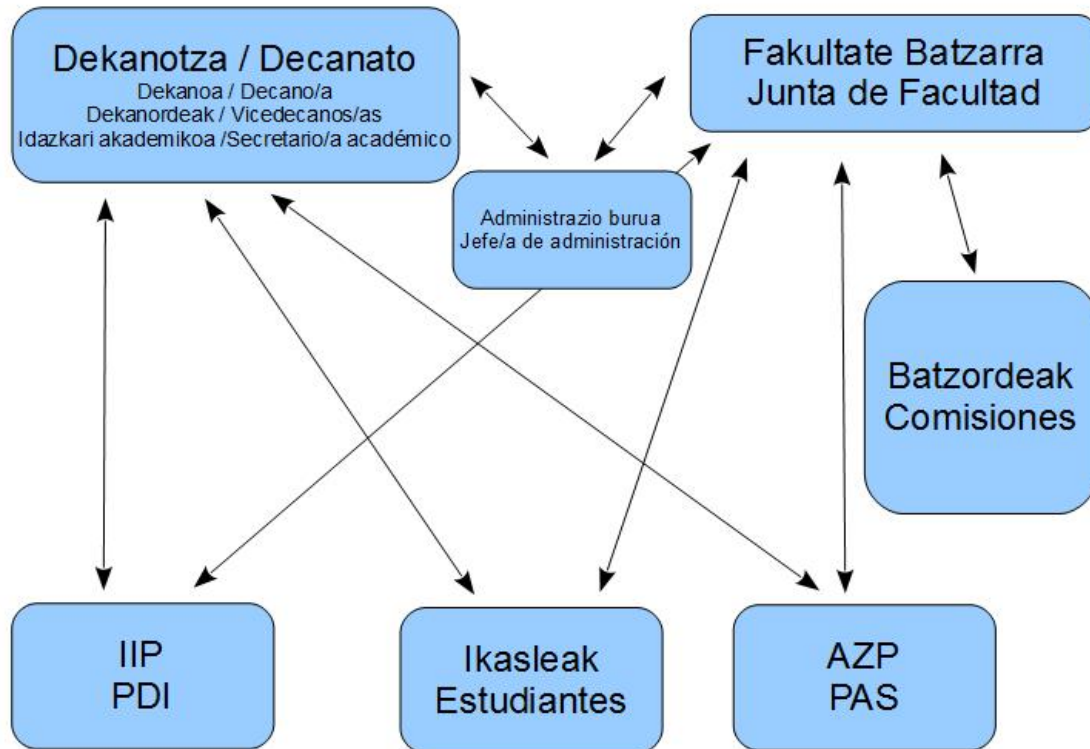 Dekanotza / Decanato
Dekanoa / Decano/a
Dekanordeak / Vicedecanos/as
Idazkari akademikoa /Secretario/a académico
Fakultate Batzarra
Junta de Facultad
Administrazio burua
Jefe/a de administración
Batzordeak
Comisiones
IIP
PDI
Ikasleak
Estudiantes
AZP
PAS